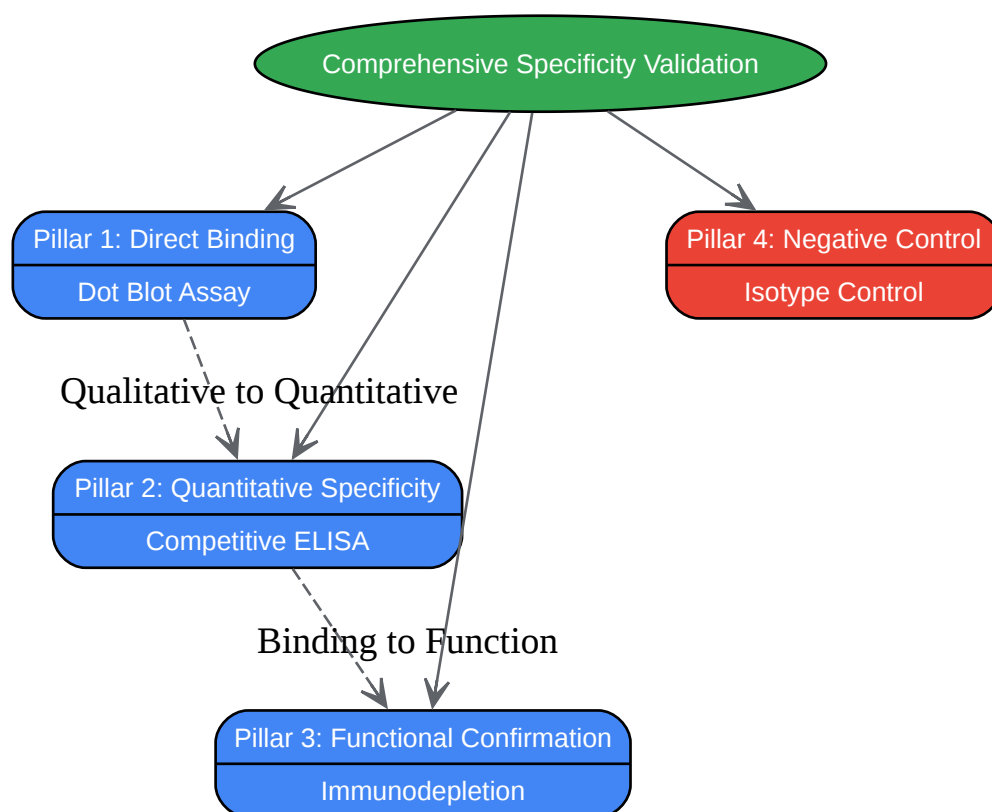 Comprehensive Specificity Validation
Pillar 1: Direct Binding
Dot Blot Assay
Pillar 4: Negative Control
Isotype Control
Qualitative to Quantitative
Pillar 2: Quantitative Specificity
Competitive ELISA
Binding to Function
Pillar 3: Functional Confirmation
Immunodepletion